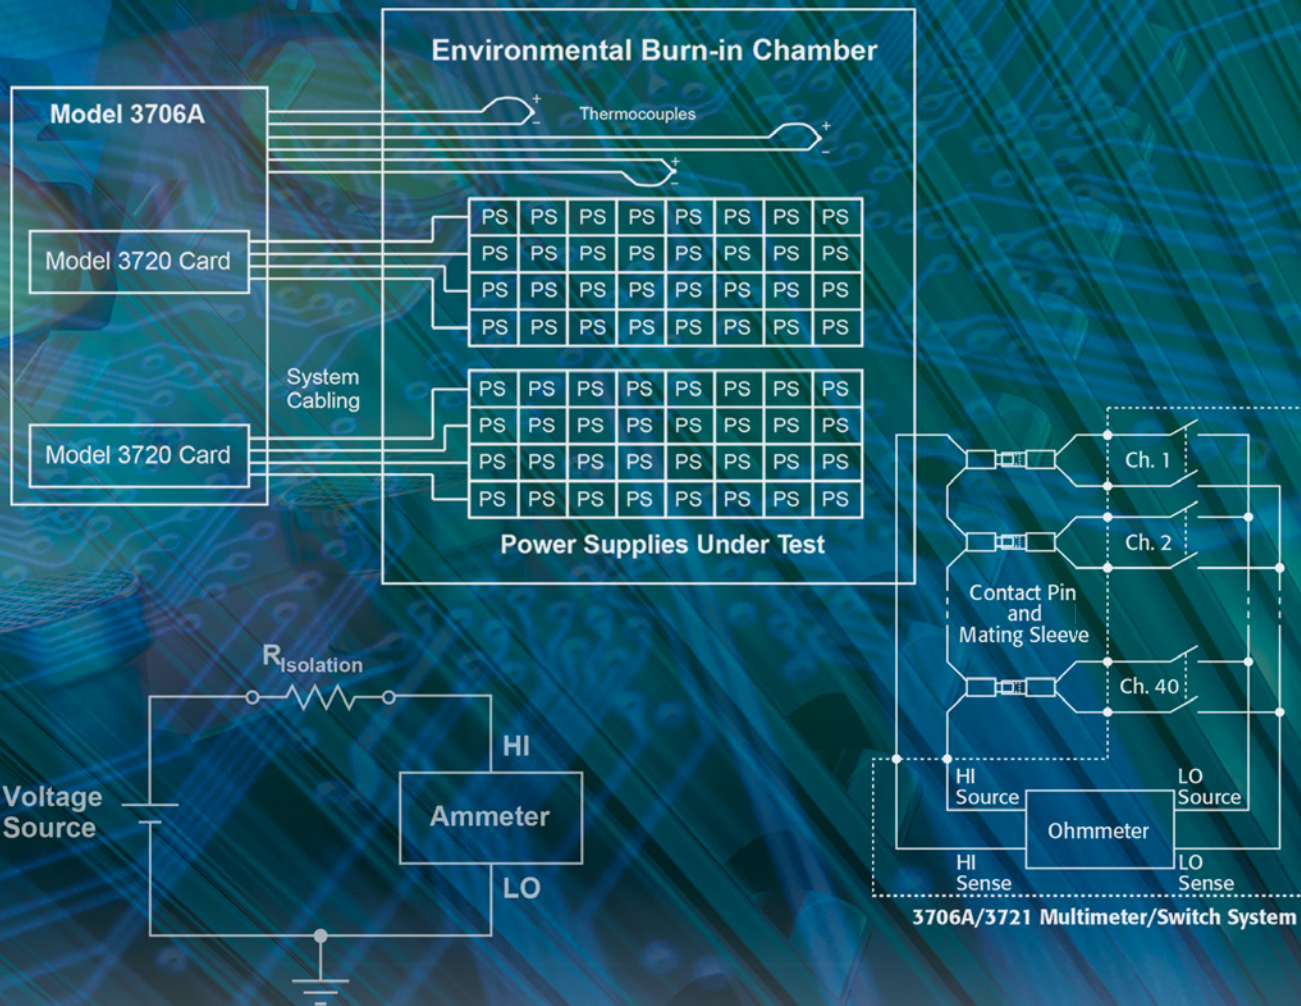 Environmental Burn-in Chamber
Model 3706A
+
Thermocouples
−
+
−
+
−
PS PS PS PS PS PS PS PS
PS PS PS PS PS PS PS PS
PS PS PS PS PS PS PS PS
PS PS PS PS PS PS PS PS
Model 3720 Card
System
Cabling
PS PS PS PS PS PS PS PS
PS PS PS PS PS PS PS PS
PS PS PS PS PS PS PS PS
PS PS PS PS PS PS PS PS
Model 3720 Card
Power Supplies Under Test
Ch. 1
Ch. 2
Contact Pin
and
Mating Sleeve
Ch. 40
HI
Source
LO
Source
Ohmmeter
HI
Sense
LO
Sense
3706A/3721 Multimeter/Switch System
RIsolation
HI
Voltage
Source
Ammeter
LO